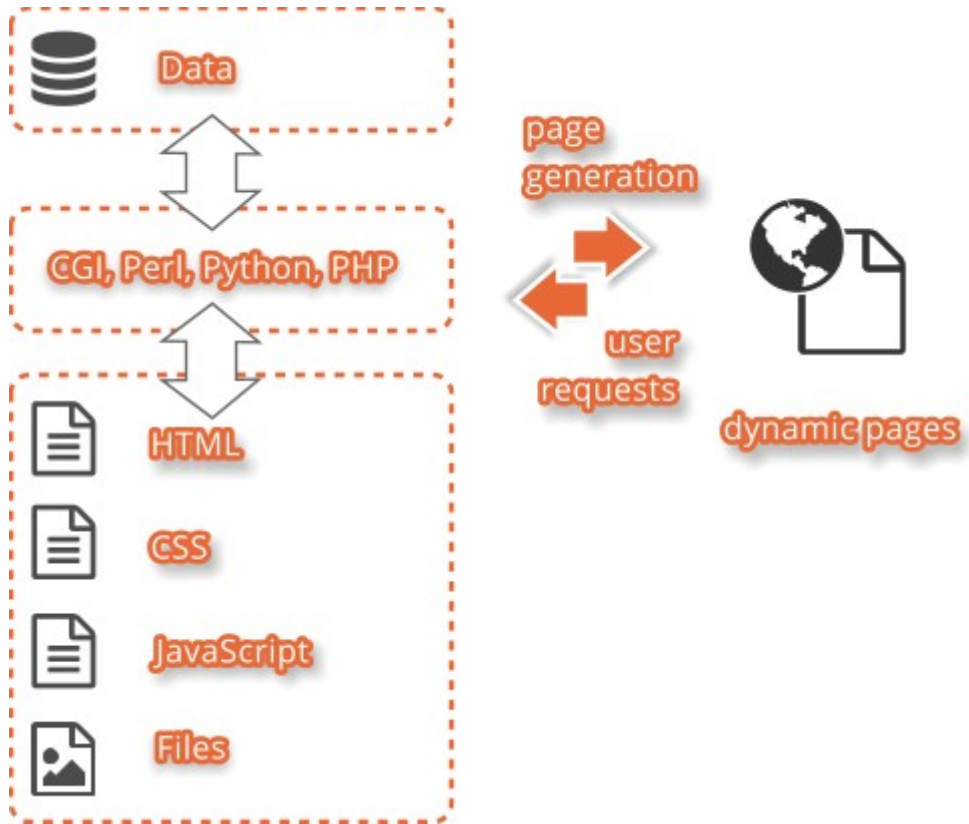 Data
CGI, Perl, Python, PHP
HTML
CSS
JavaScript
Files
page
generation
user
requests
dynamic pages